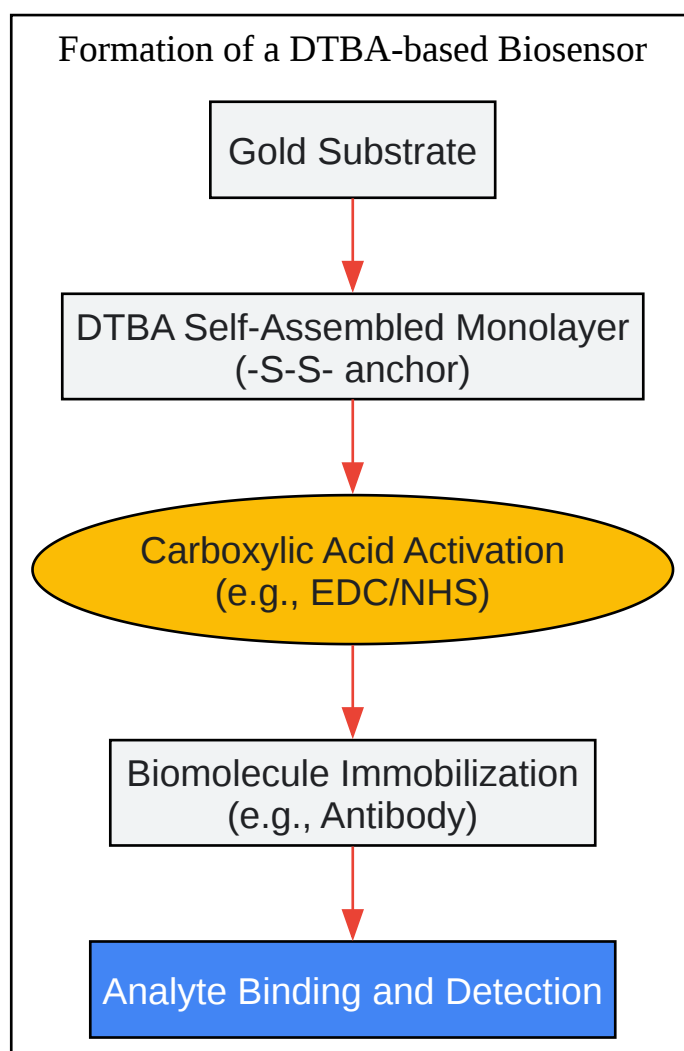 Formation of a DTBA-based Biosensor
Gold Substrate
DTBA Self-Assembled Monolayer
(-S-S- anchor)
Carboxylic Acid Activation
(e.g., EDC/NHS)
Biomolecule Immobilization
(e.g., Antibody)
Analyte Binding and Detection